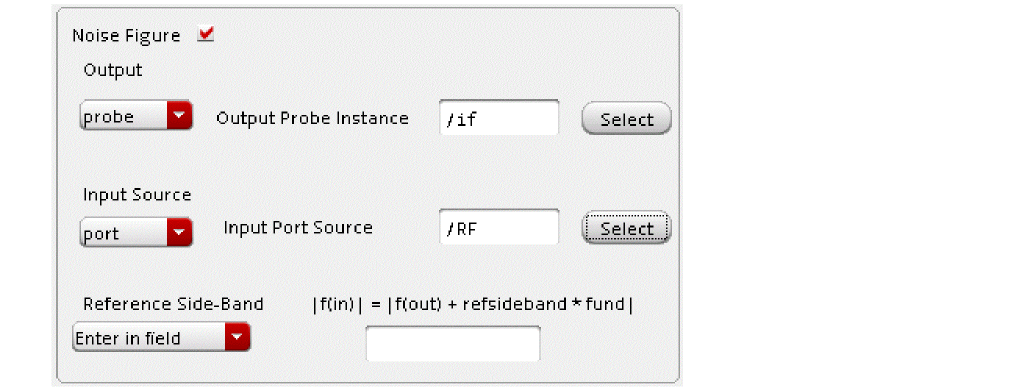 Noise Figure
Output
probe Output Probe Instance /if Select
Input Source
port Input Port Source /RF Select
Reference Side-Band |f(in)| = |f(out) + refsideband * fund|
Enter in field